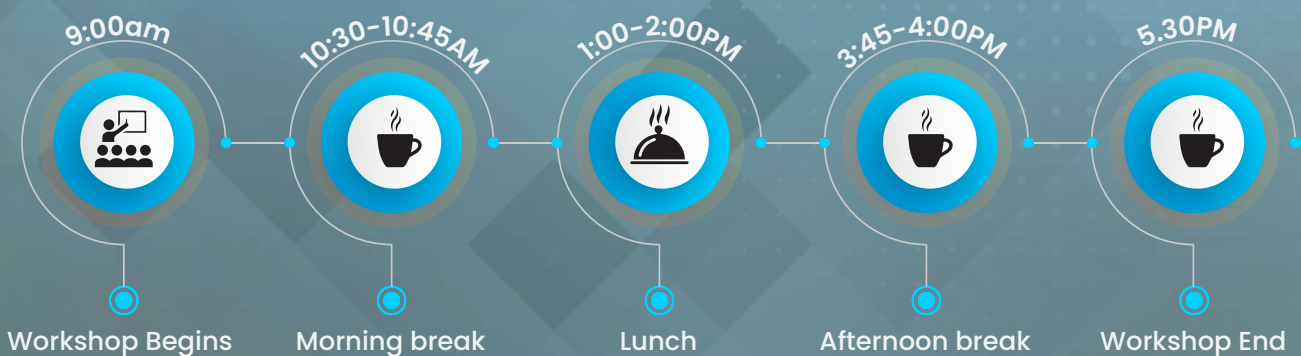 9:00am
10:30-10:45AM
1:00-2:00PM
3:45-4:00PM
5.30PM
Workshop Begins
Morning break
Lunch
Afternoon break
Workshop End